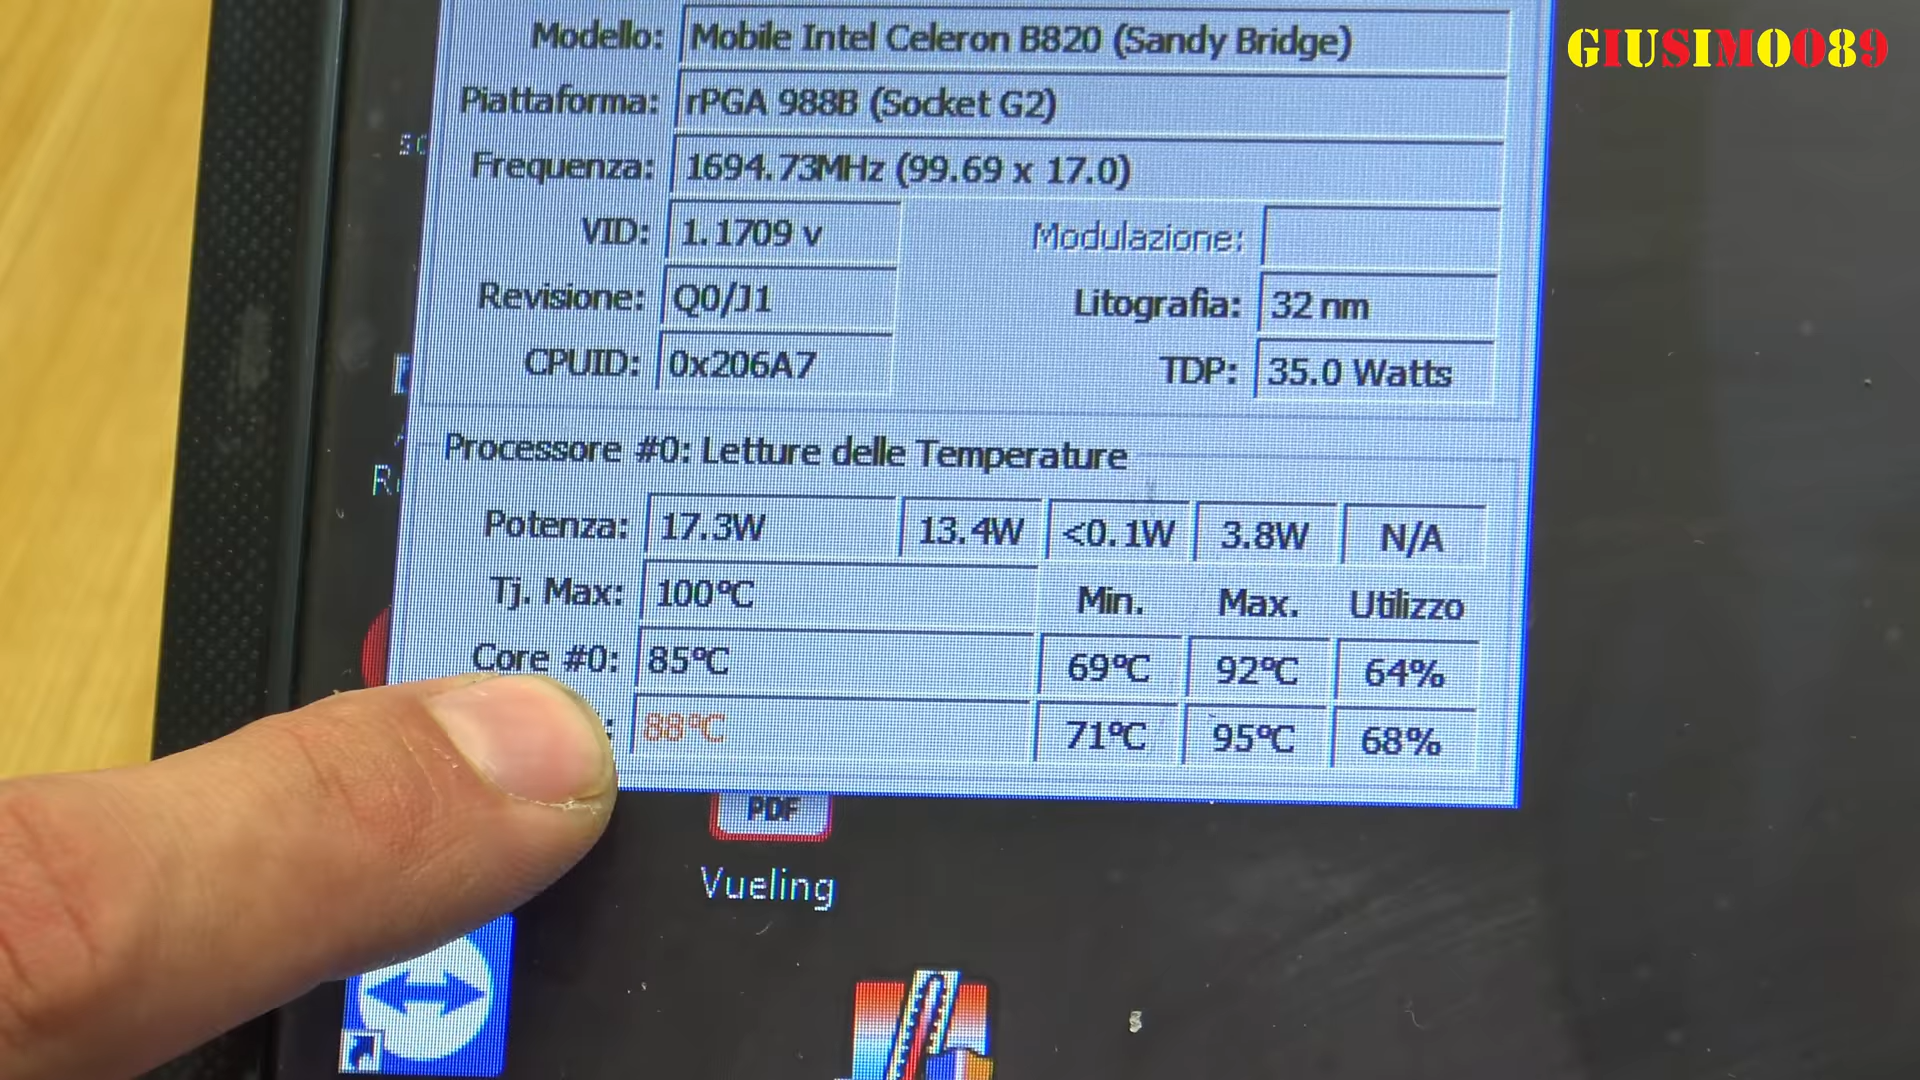 GIUSIMO089
Modello: Mobile Intel Celeron B820 (Sandy Bridge)
Piattaforma: rPGA 988B (Socket G2)
Frequenza: 1694.73MHz (99.69 x 17.0)
VID: 1.1709 v Modulazione:
Revisione: Q0/J1 Litografia: 32 nm
CPUID: 0x206A7 TDP: 35.0 Watts
Processore #0: Letture delle Temperature
Potenza: 17.3W 13.4W <0.1W 3.8W N/A
Tj. Max: 100°C Min. Max. Utilizzo
Core #0: 85°C 69°C 92°C 64%
: 88°C 71°C 95°C 68%
PDF
Vueling